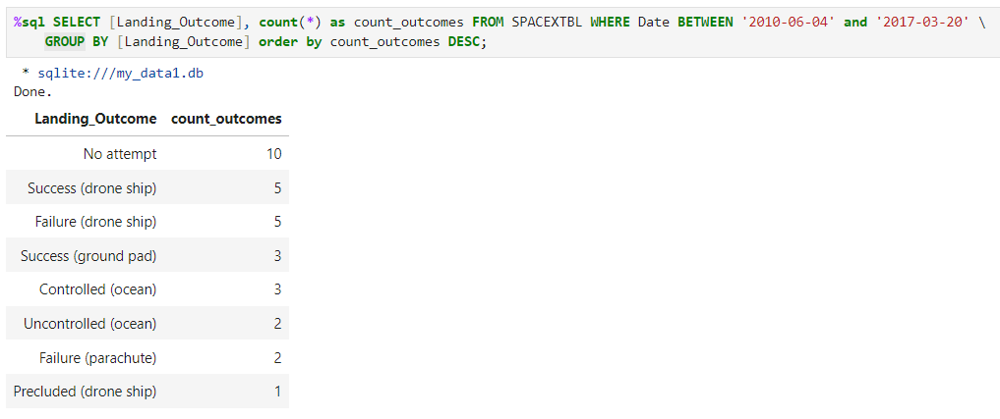 %sql SELECT [Landing_Outcome], count(*) as count_outcomes FROM SPACEXTBL WHERE Date BETWEEN '2010-06-04' and '2017-03-20' \
GROUP BY [Landing_Outcome] order by count_outcomes DESC;
* sqlite:///my_data1.db
Done.
Landing_Outcome count_outcomes
No attempt 10
Success (drone ship) 5
Failure (drone ship) 5
Success (ground pad) 3
Controlled (ocean) 3
Uncontrolled (ocean) 2
Failure (parachute) 2
Precluded (drone ship) 1